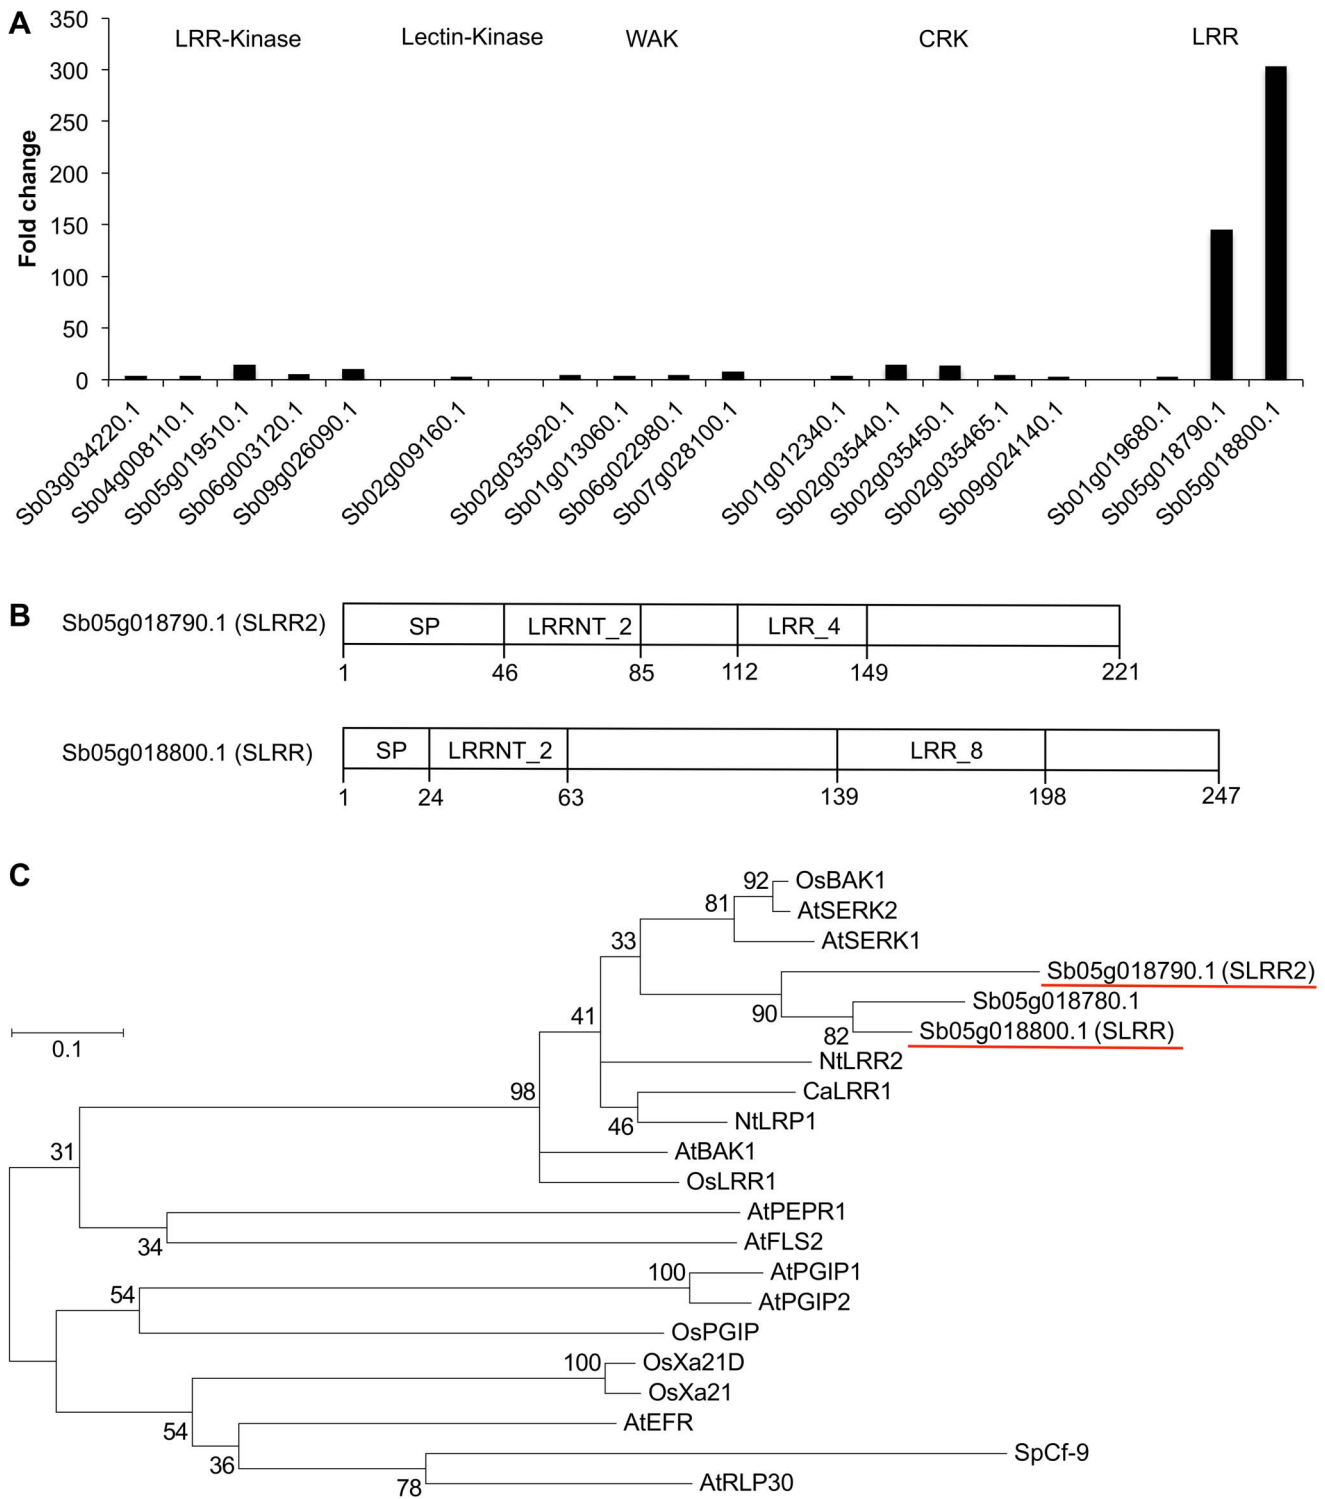 A
350
LRR-Kinase
Lectin-Kinase
WAK
CRK
LRR
300
250
200
150
100
50
0
Fold change
Sb03g034220.1
Sb04g008110.1
Sb05g019510.1
Sb06g003120.1
Sb09g026090.1
Sb02g009160.1
Sb02g035920.1
Sb01g013060.1
Sb06g022980.1
Sb07g028100.1
Sb01g012340.1
Sb02g035440.1
Sb02g035450.1
Sb02g035465.1
Sb09g024140.1
Sb01g019680.1
Sb05g018790.1
Sb05g018800.1
B
Sb05g018790.1 (SLRR2)
SP LRRNT_2 LRR_4
1 46 85 112 149 221
Sb05g018800.1 (SLRR)
SP LRRNT_2 LRR_8
1 24 63 139 198 247
C
92 OsBAK1
81 AtSERK2
AtSERK1
33
Sb05g018790.1 (SLRR2)
Sb05g018780.1
90
41
82 Sb05g018800.1 (SLRR)
0.1
NtLRR2
98
CaLRR1
46 NtLRP1
31
AtBAK1
OsLRR1
AtPEPR1
34 AtFLS2
100 AtPGIP1
54
AtPGIP2
OsPGIP
100 OsXa21D
OsXa21
54 AtEFR
36
SpCf-9
78 AtRLP30